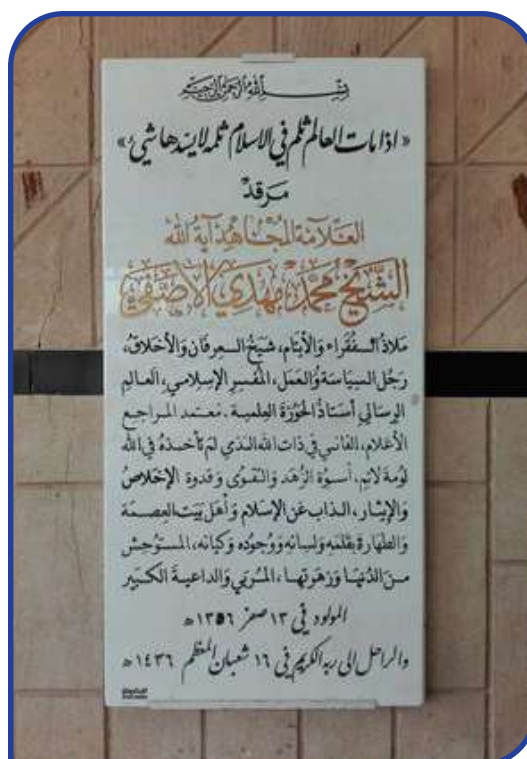 بسم الله الرحمن الرحيم
« اذا مات العالم ثلم في الاسلام ثلمة لا يسدها شيء »
مرقد
العلامة المجاهد آية الله
الشيخ محمد مهدي الآصفي
ملاذ الفقراء والأيتام، شيخ العرفان والأخلاق،
رجل السياسة والعمل، المفسر الإسلامي، العالم
الرسالي أستاذ الحوزة العلمية. معتمد المراجع
الأعلام، الفاني في ذات الله الذي لم تأخذه في الله
لومة لائم، أسوة الزهد والتقوى وقدوة الإخلاص
والإيثار، الذاب عن الإسلام وأهل بيت العصمة
والطهارة بقلمه ولسانه ووجوده وكيانه، المستوحش
من الدنيا وزهرتها، المربي والداعية الكبير
المولود في ١٣ صفر ١٣٥٦ ه
والراحل الى ربه الكريم في ١٦ شعبان المعظم ١٤٣٦ ه